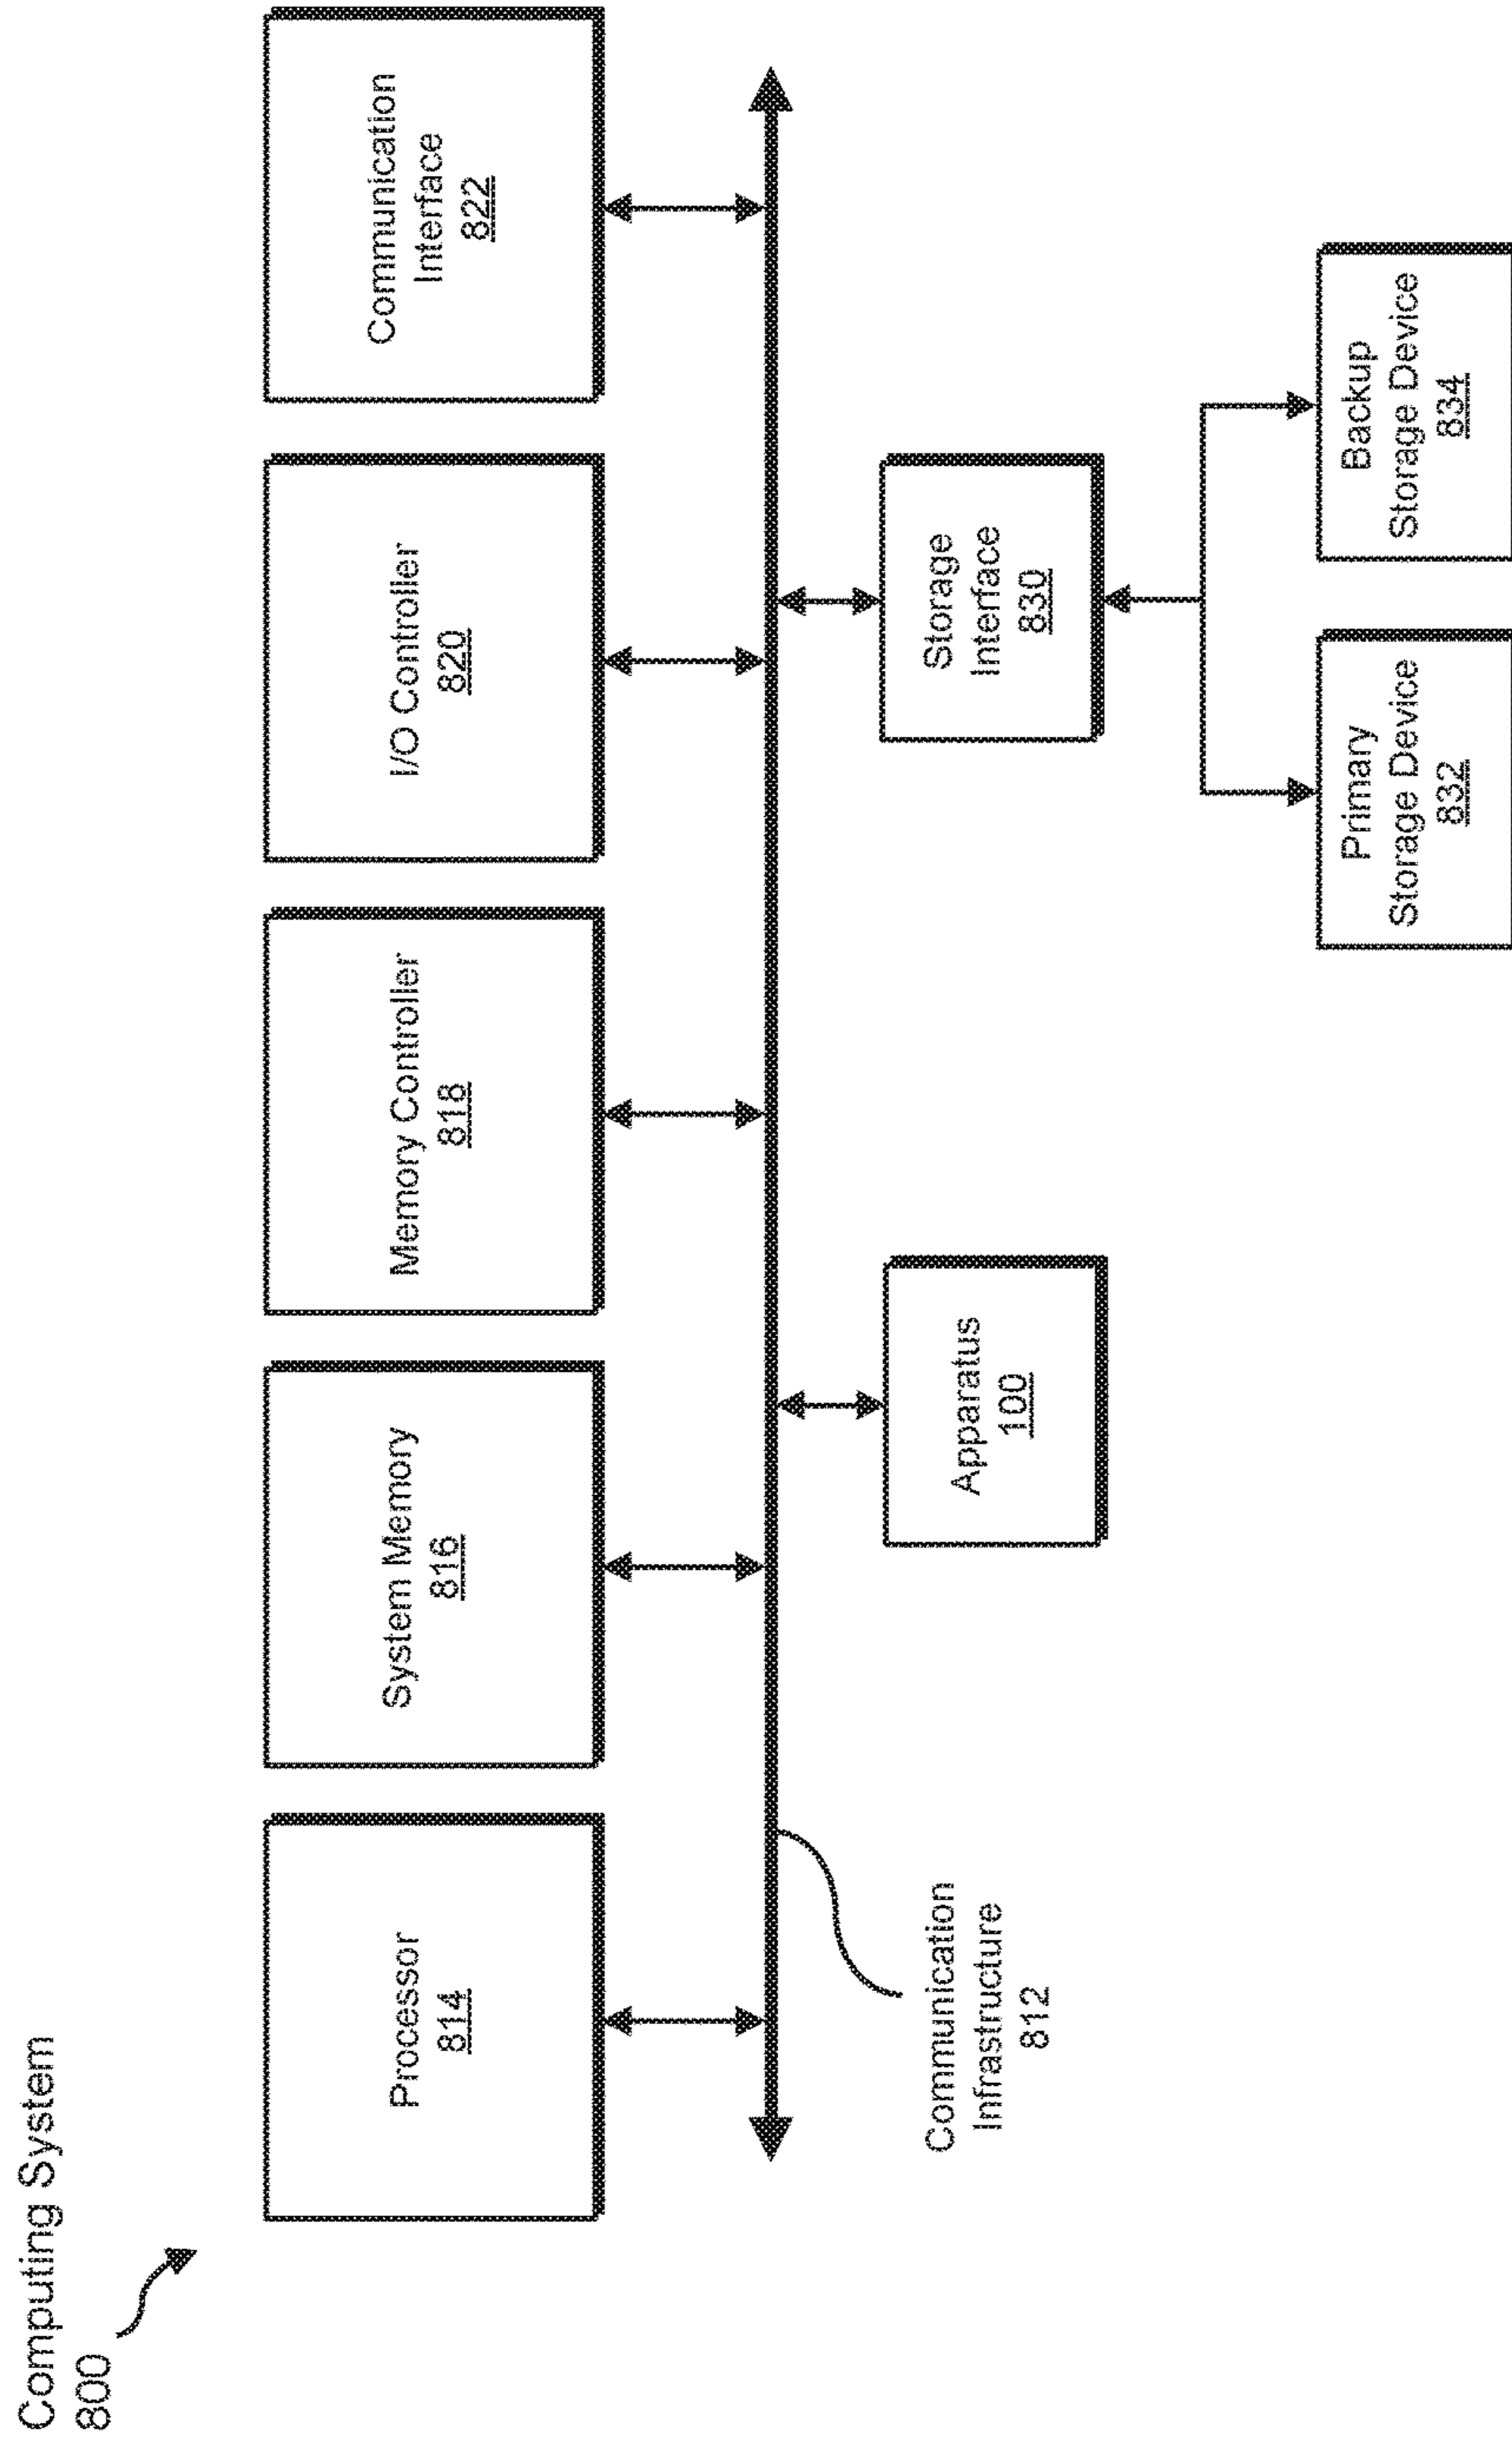 Computing System
800
Processor
814
System Memory
816
Memory Controller
818
I/O Controller
820
Communication
Interface
822
Communication
Infrastructure
812
Apparatus
100
Storage
Interface
830
Primary
Storage Device
832
Backup
Storage Device
834